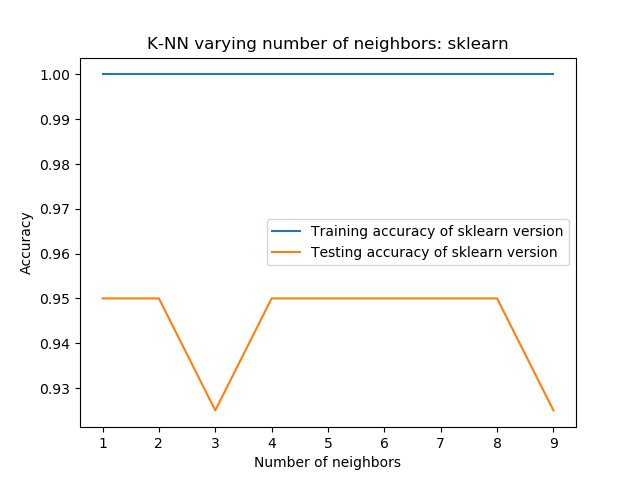 K-NN varying number of neighbors: sklearn
1.00
0.99
0.98
0.97
0.96
0.95
0.94
0.93
Accuracy
Training accuracy of sklearn version
Testing accuracy of sklearn version
1 2 3 4 5 6 7 8 9
Number of neighbors